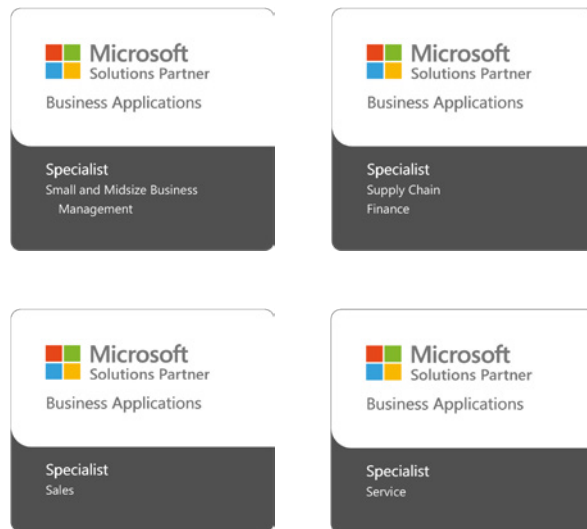 Microsoft
Solutions Partner
Business Applications
Specialist
Small and Midsize Business
Management
Microsoft
Solutions Partner
Business Applications
Specialist
Supply Chain
Finance
Microsoft
Solutions Partner
Business Applications
Specialist
Sales
Microsoft
Solutions Partner
Business Applications
Specialist
Service